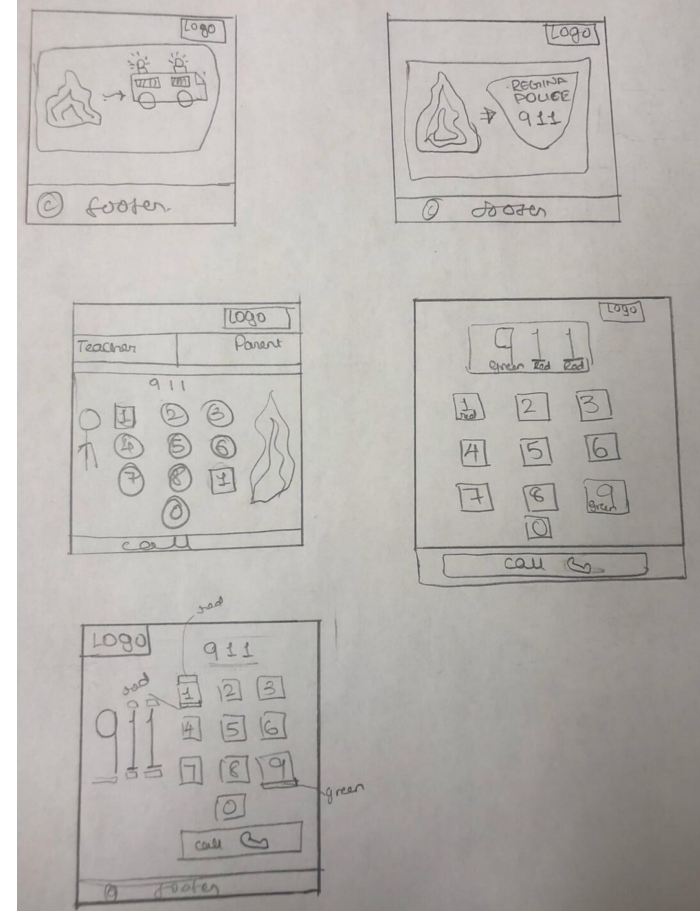 Logo
© footer.
Logo
REGINA
POLICE
911
© footer
Logo
Teacher Parent
911
1 2 3
4 5 6
7 8 1
0
call
Logo
9 1 1
Green Red Red
1 2 3
red
4 5 6
7 8 9
green
0
call
red
LOGO
911
red
1 2 3
911
4 5 6
7 8 9
green
0
call
© footer